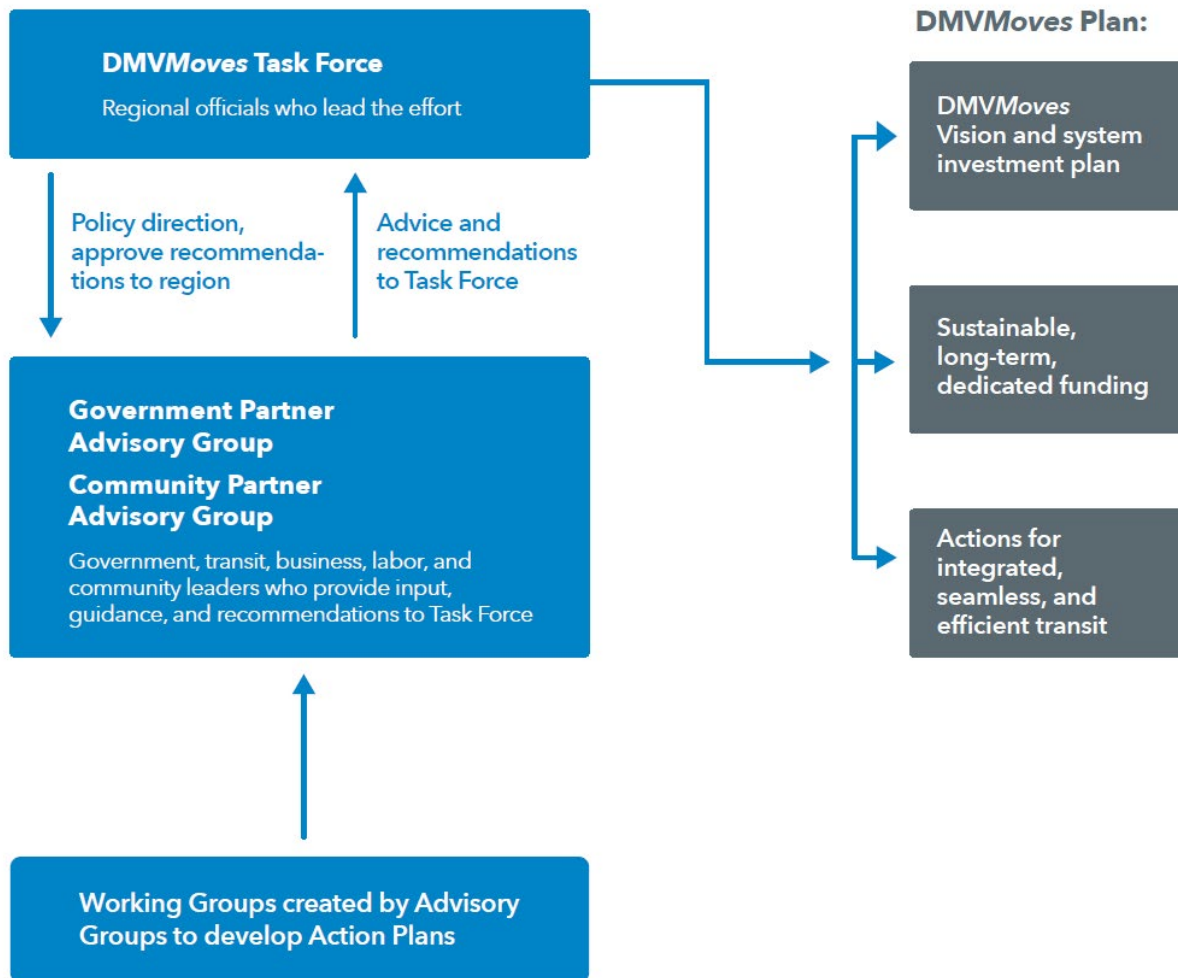 DMVMoves Task Force
Regional officials who lead the effort
Policy direction,
approve recommenda-
tions to region
Advice and
recommendations
to Task Force
Government Partner
Advisory Group
Community Partner
Advisory Group
Government, transit, business, labor, and
community leaders who provide input,
guidance, and recommendations to Task Force
Working Groups created by Advisory
Groups to develop Action Plans
DMVMoves Plan:
DMVMoves
Vision and system
investment plan
Sustainable,
long-term,
dedicated funding
Actions for
integrated,
seamless, and
efficient transit